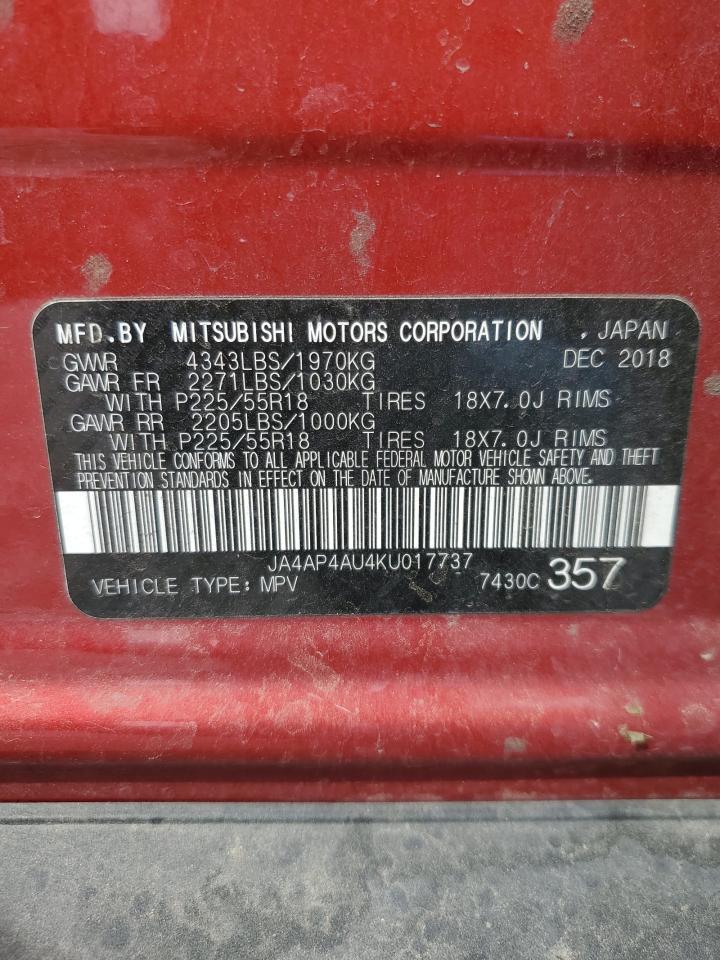 MFD.BY MITSUBISHI MOTORS CORPORATION , JAPAN
GVWR 4343LBS/1970KG DEC 2018
GAWR FR 2271LBS/1030KG
WITH P225/55R18 TIRES 18X7.0J RIMS
GAWR RR 2205LBS/1000KG
WITH P225/55R18 TIRES 18X7.0J RIMS
THIS VEHICLE CONFORMS TO ALL APPLICABLE FEDERAL MOTOR VEHICLE SAFETY AND THEFT
PREVENTION STANDARDS IN EFFECT ON THE DATE OF MANUFACTURE SHOWN ABOVE.
JA4AP4AU4KU017737
VEHICLE TYPE: MPV 7430C 357